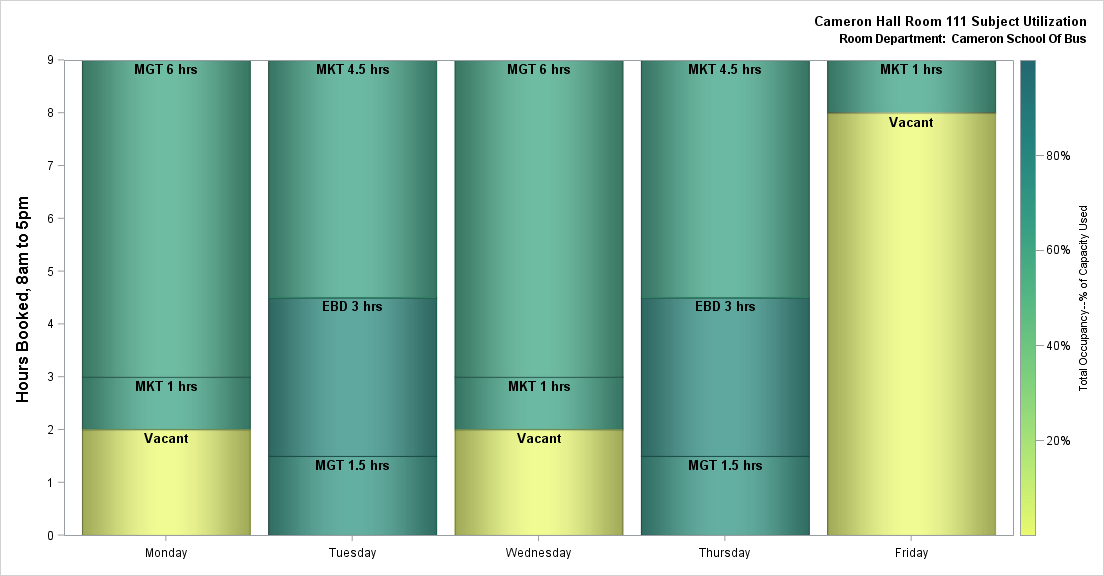 Cameron Hall Room 111 Subject Utilization
Room Department: Cameron School Of Bus
Hours Booked, 8am to 5pm
9
8
7
6
5
4
3
2
1
0
MGT 6 hrs
MKT 1 hrs
Vacant
MKT 4.5 hrs
EBD 3 hrs
MGT 1.5 hrs
MGT 6 hrs
MKT 1 hrs
Vacant
MKT 4.5 hrs
EBD 3 hrs
MGT 1.5 hrs
MKT 1 hrs
Vacant
Monday
Tuesday
Wednesday
Thursday
Friday
80%
60%
40%
20%
Total Occupancy--% of Capacity Used